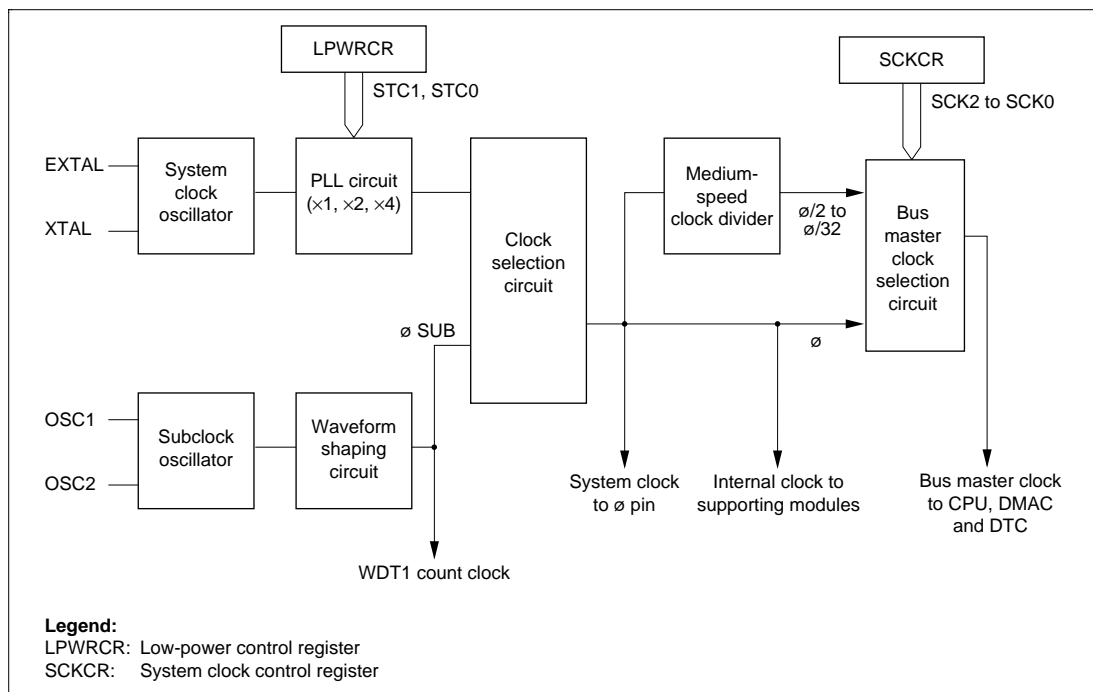 LPWRCR
STC1, STC0
SCKCR
SCK2 to SCK0
EXTAL
XTAL
System
clock
oscillator
PLL circuit
(×1, ×2, ×4)
Clock
selection
circuit
Medium-
speed
clock divider
ø/2 to
ø/32
Bus
master
clock
selection
circuit
ø SUB
ø
OSC1
OSC2
Subclock
oscillator
Waveform
shaping
circuit
System clock
to ø pin
Internal clock to
supporting modules
Bus master clock
to CPU, DMAC
and DTC
WDT1 count clock
Legend:
LPWRCR: Low-power control register
SCKCR: System clock control register